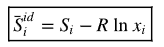 S̄ᵢⁱᵈ = Sᵢ − R ln xᵢ